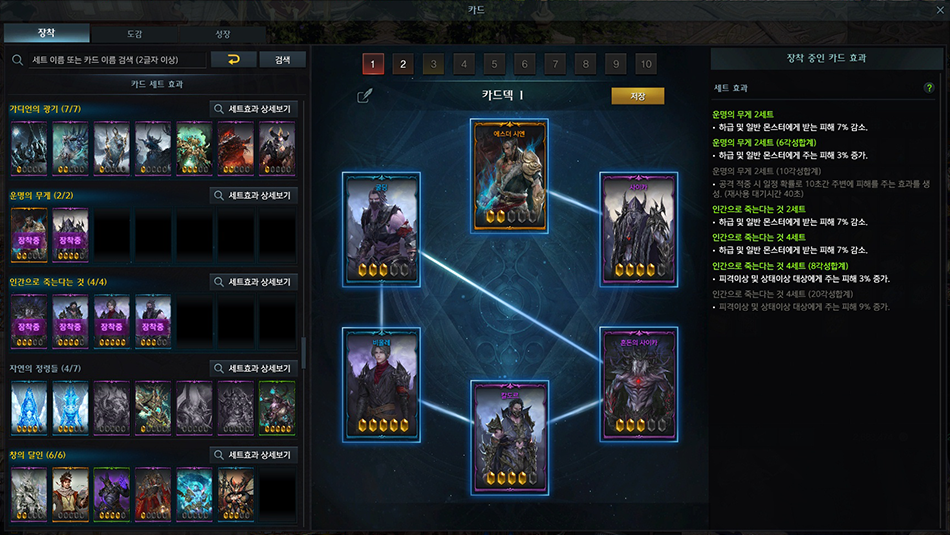 카드
장착
도감
성장
세트 이름 또는 카드 이름 검색 (2글자 이상)
검색
카드 세트 효과
가디언의 광기 (7/7)
세트효과 상세보기
운명의 무게 (2/2)
세트효과 상세보기
장착중
장착중
인간으로 죽는다는 것 (4/4)
세트효과 상세보기
장착중
장착중
장착중
장착중
자연의 정령들 (4/7)
세트효과 상세보기
창의 달인 (6/6)
세트효과 상세보기
1 2 3 4 5 6 7 8 9 10
카드덱 1
저장
에스더 시엔
굴딩
사이카
비올레
칼도르
혼돈의 사이카
장착 중인 카드 효과
세트 효과
?
운명의 무게 2세트
• 하급 및 일반 몬스터에게 받는 피해 7% 감소.
운명의 무게 2세트 (6각성합계)
• 하급 및 일반 몬스터에게 주는 피해 3% 증가.
운명의 무게 2세트 (10각성합계)
• 공격 적중 시 일정 확률로 10초간 주변에 피해를 주는 효과를 생
성. (재사용 대기시간 40초)
인간으로 죽는다는 것 2세트
• 하급 및 일반 몬스터에게 받는 피해 7% 감소.
인간으로 죽는다는 것 4세트
• 하급 및 일반 몬스터에게 받는 피해 7% 감소.
인간으로 죽는다는 것 4세트 (8각성합계)
• 피격이상 및 상태이상 대상에게 주는 피해 3% 증가.
인간으로 죽는다는 것 4세트 (20각성합계)
• 피격이상 및 상태이상 대상에게 주는 피해 9% 증가.